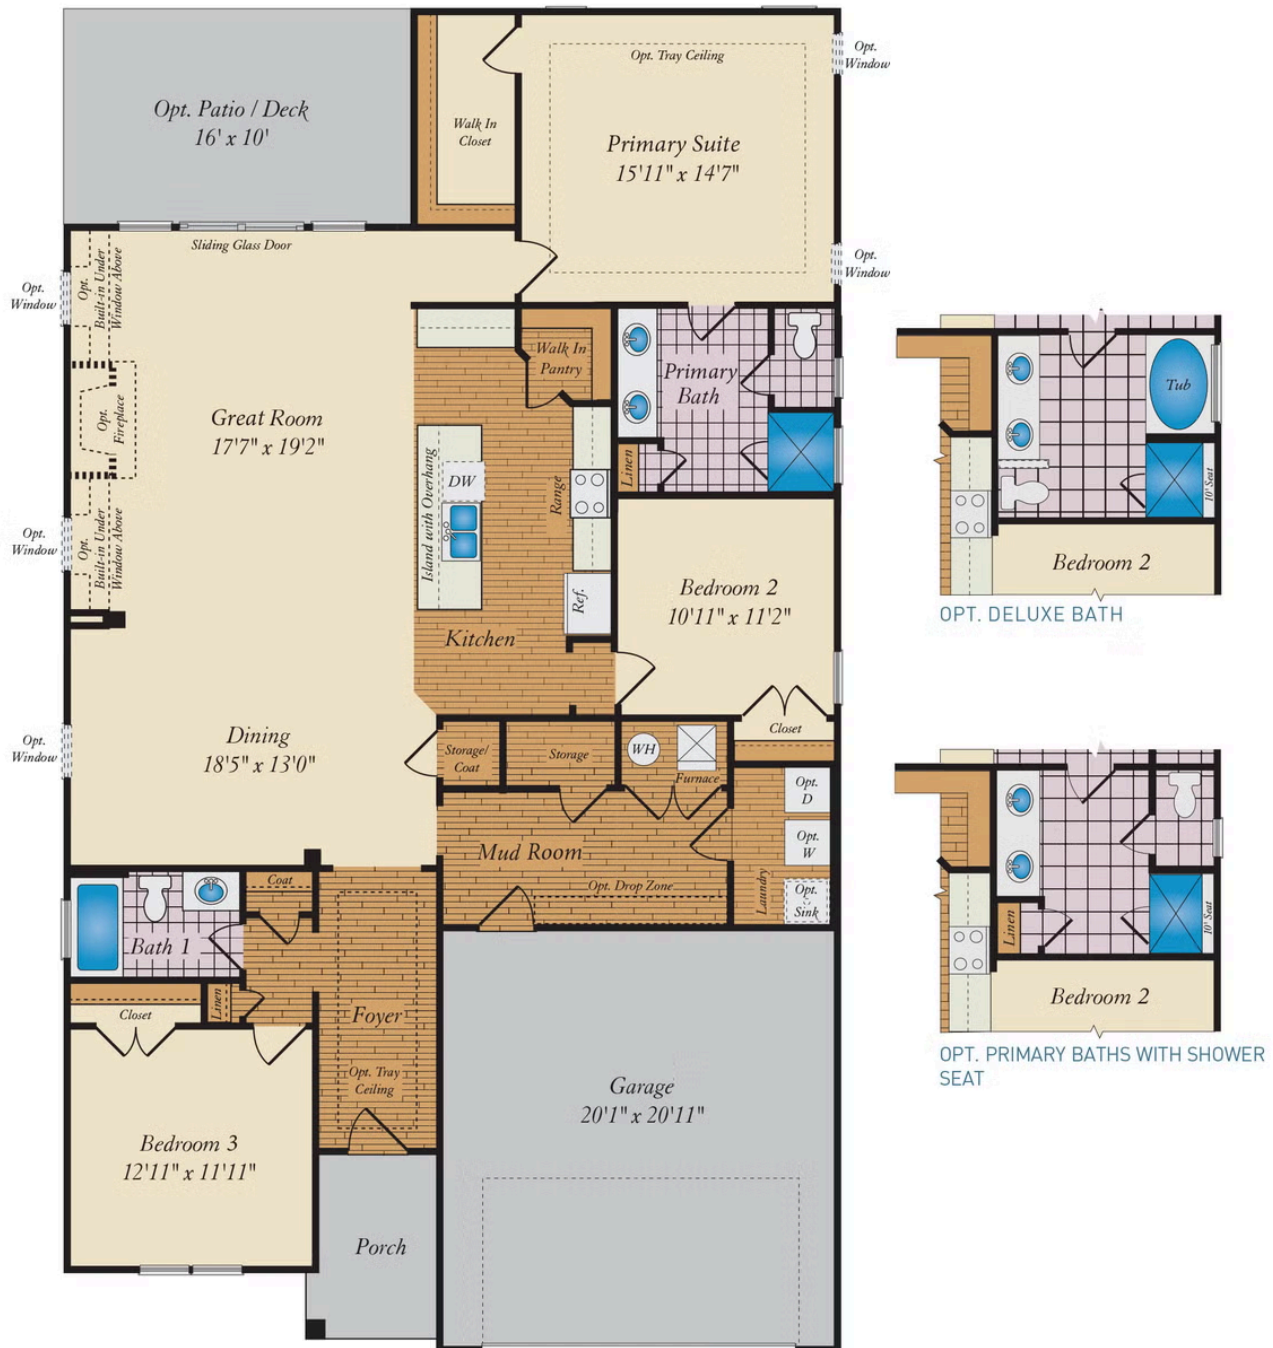 Opt. Patio / Deck
16' x 10'
Walk In
Closet
Opt. Tray Ceiling
Primary Suite
15'11" x 14'7"
Opt.
Window
Opt.
Window
Sliding Glass Door
Opt.
Window
Opt.
Built-in Under
Window Above
Opt.
Fireplace
Great Room
17'7" x 19'2"
Walk In
Pantry
Primary
Bath
Linen
Island with Overhang
DW
Range
Ref.
Kitchen
Opt.
Window
Opt.
Built-in Under
Window Above
Bedroom 2
10'11" x 11'2"
Closet
Opt.
Window
Dining
18'5" x 13'0"
Storage/
Coat
Storage
WH
Furnace
Opt.
D
Opt.
W
Opt.
Sink
Laundry
Mud Room
Opt. Drop Zone
Coat
Bath 1
Linen
Closet
Foyer
Opt. Tray
Ceiling
Bedroom 3
12'11" x 11'11"
Porch
Garage
20'1" x 20'11"
Tub
10' Seat
Bedroom 2
OPT. DELUXE BATH
Linen
10' Seat
Bedroom 2
OPT. PRIMARY BATHS WITH SHOWER
SEAT